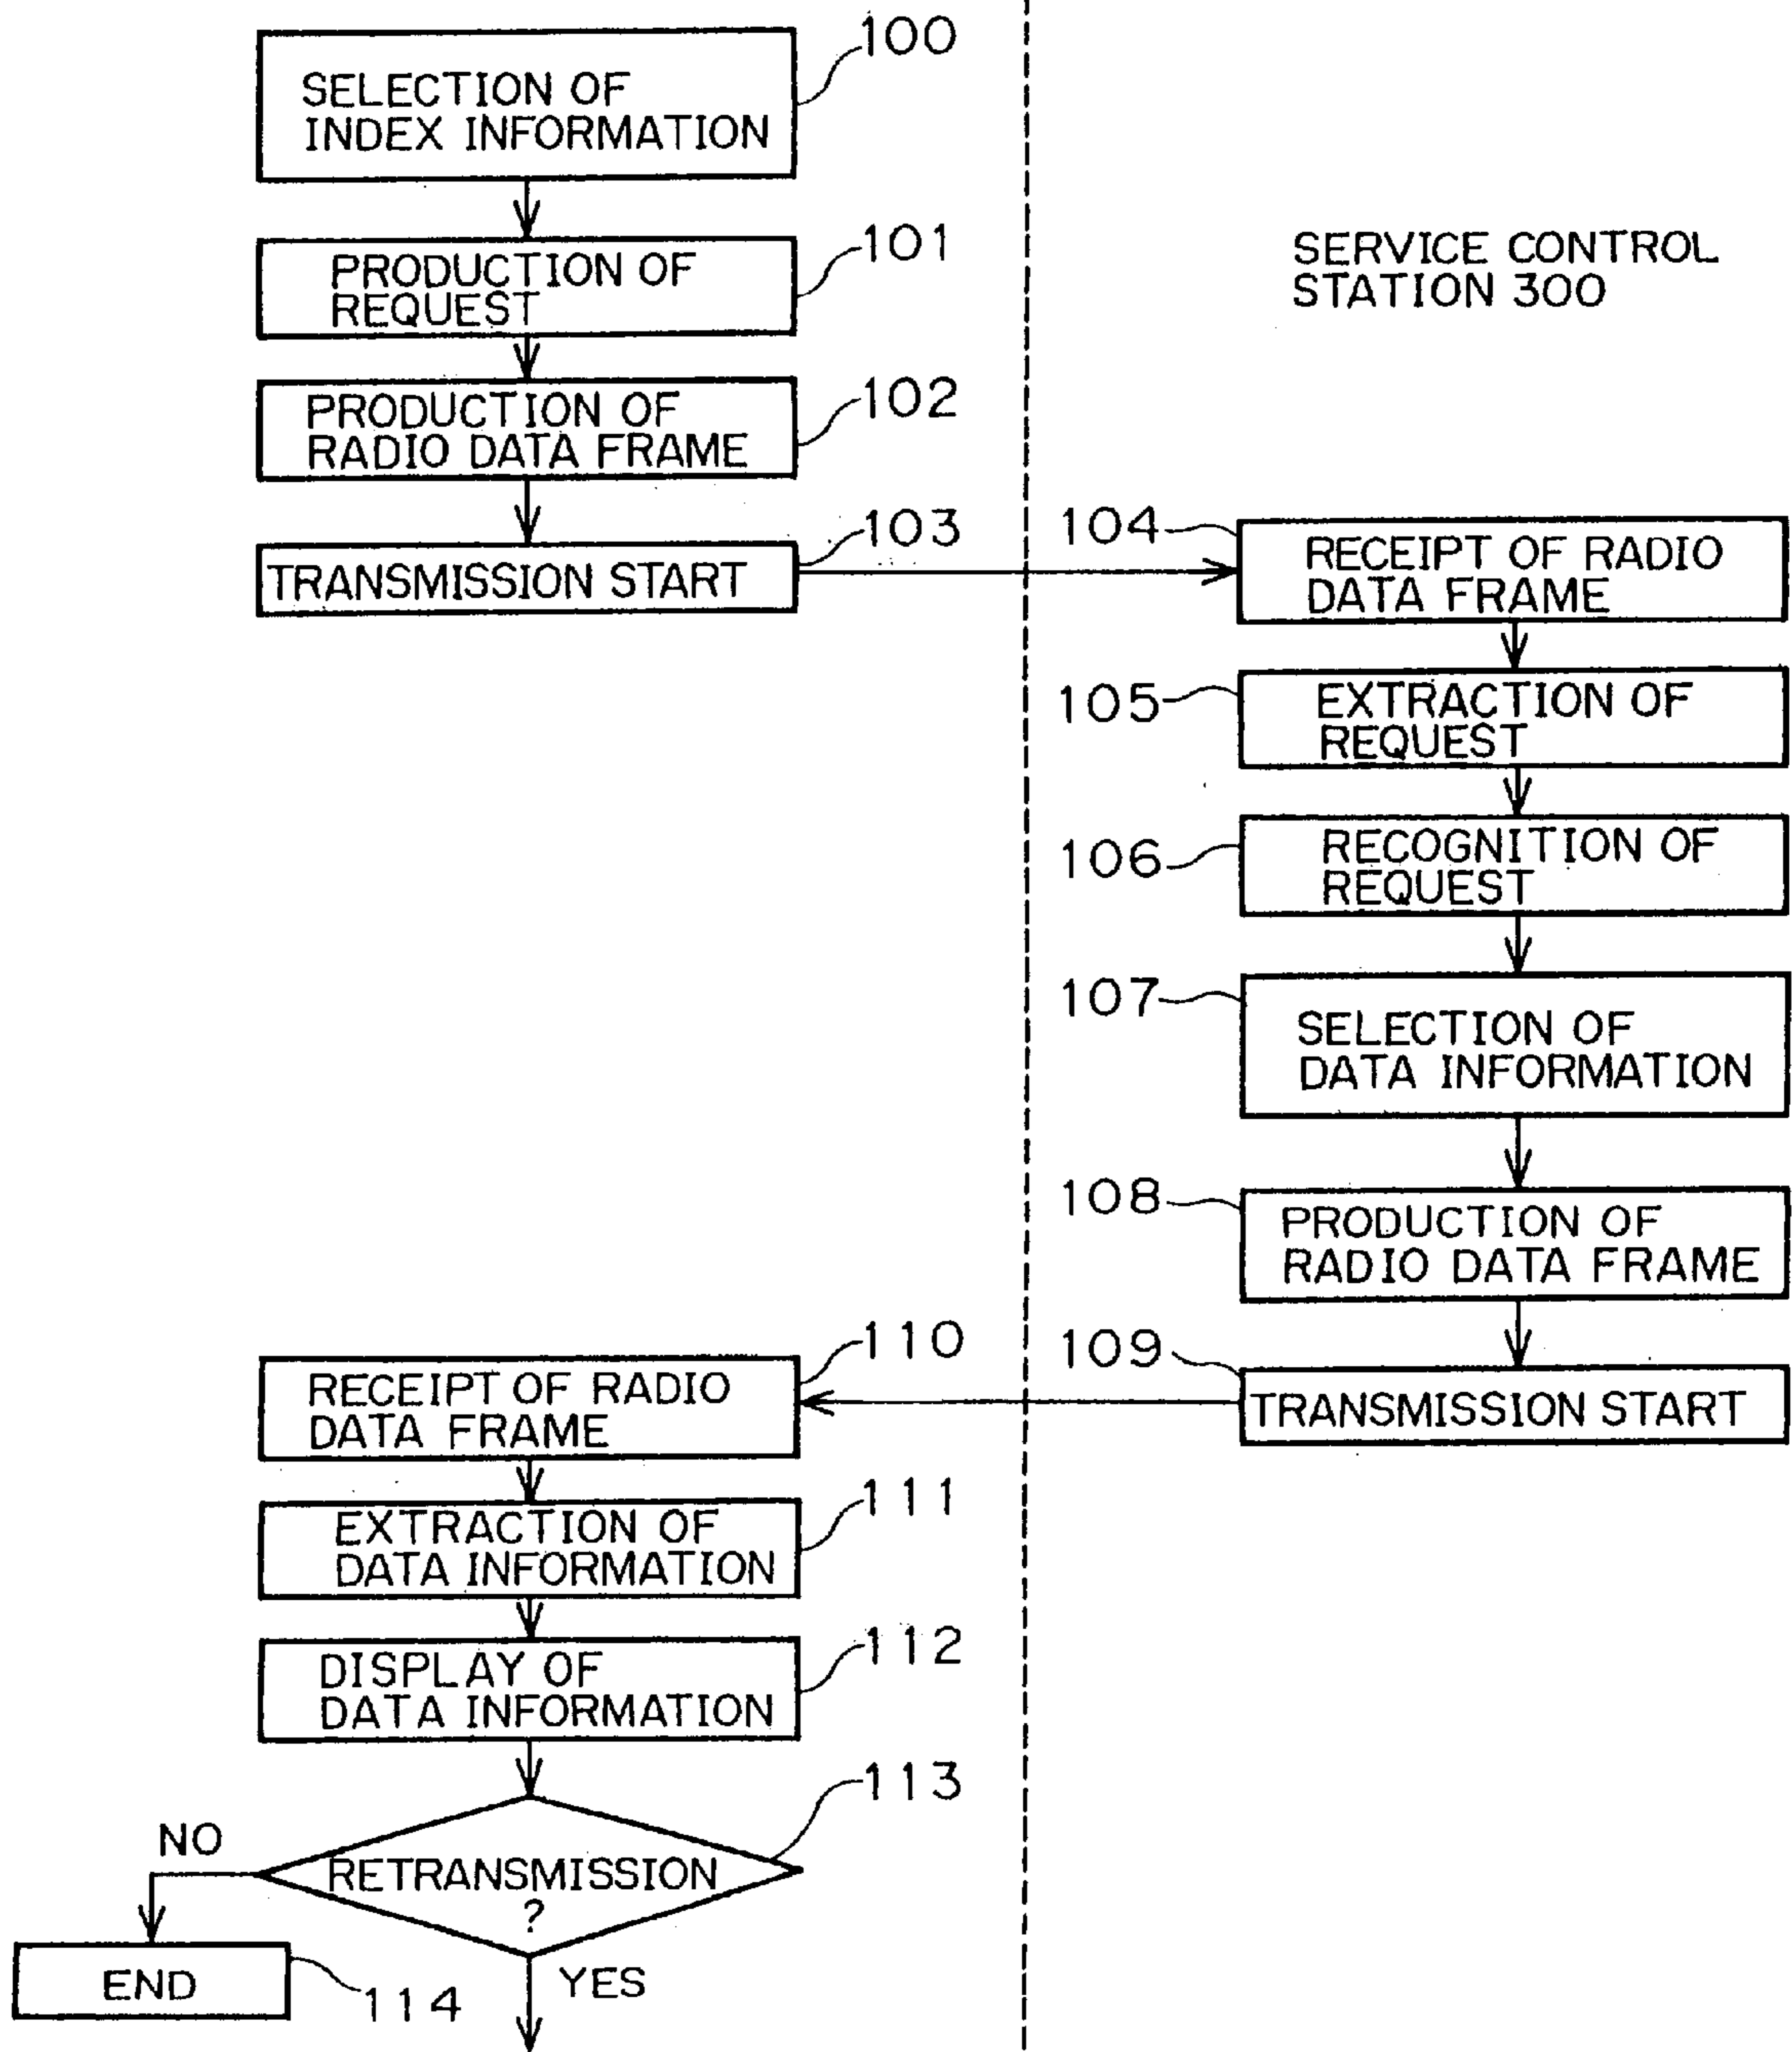 100
SELECTION OF
INDEX INFORMATION
101
PRODUCTION OF
REQUEST
SERVICE CONTROL
STATION 300
102
PRODUCTION OF
RADIO DATA FRAME
103
TRANSMISSION START
104
RECEIPT OF RADIO
DATA FRAME
105
EXTRACTION OF
REQUEST
106
RECOGNITION OF
REQUEST
107
SELECTION OF
DATA INFORMATION
108
PRODUCTION OF
RADIO DATA FRAME
109
TRANSMISSION START
110
RECEIPT OF RADIO
DATA FRAME
111
EXTRACTION OF
DATA INFORMATION
112
DISPLAY OF
DATA INFORMATION
113
NO
RETRANSMISSION
?
YES
END
114